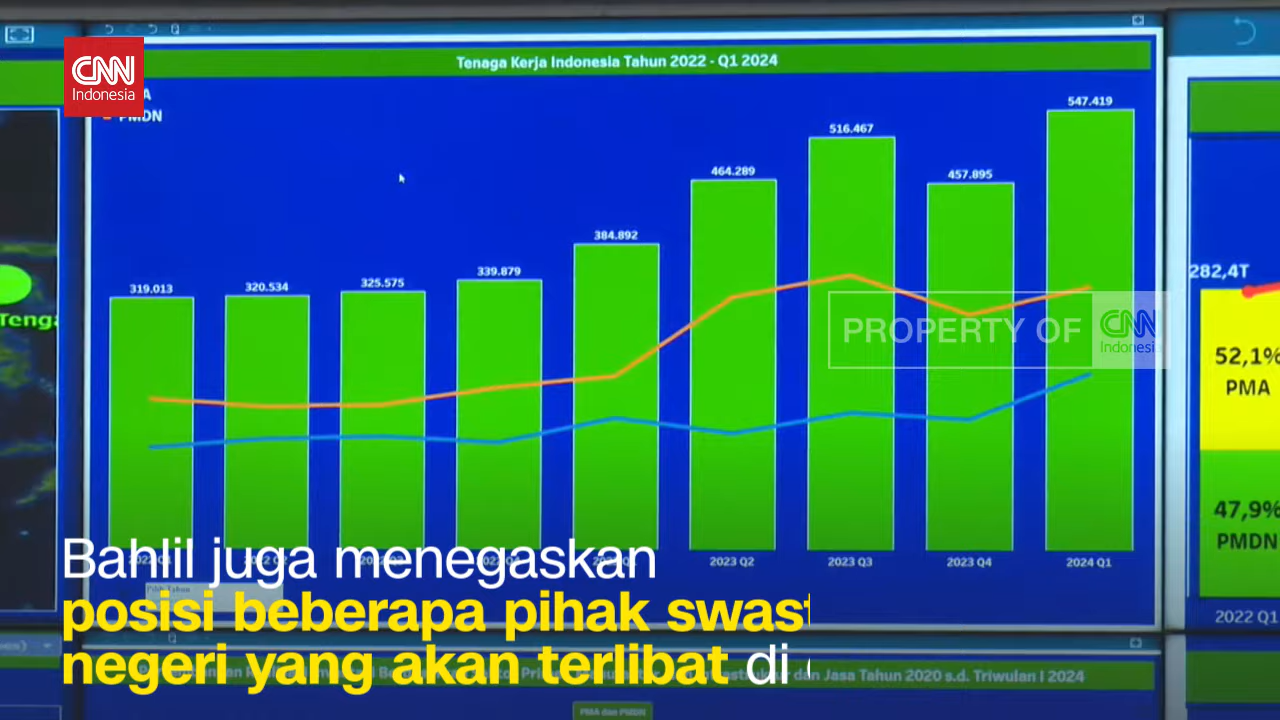 CNN
Indonesia
Tenaga Kerja Indonesia Tahun 2022 - Q1 2024
A
PMDN
547.419
516.467
464.289
457.895
384.892
339.879
325.575
320.534
319.013
282,4T
Tenga
PROPERTY OF CNN
Indonesia
52,1%
PMA
47,9%
PMDN
2023 Q2
2023 Q3
2023 Q4
2024 Q1
2022 Q1
Pilih Tahun
Bahlil juga menegaskan
posisi beberapa pihak swast
negeri yang akan terlibat di
dan Jasa Tahun 2020 s.d. Triwulan I 2024
PMA dan PMDN